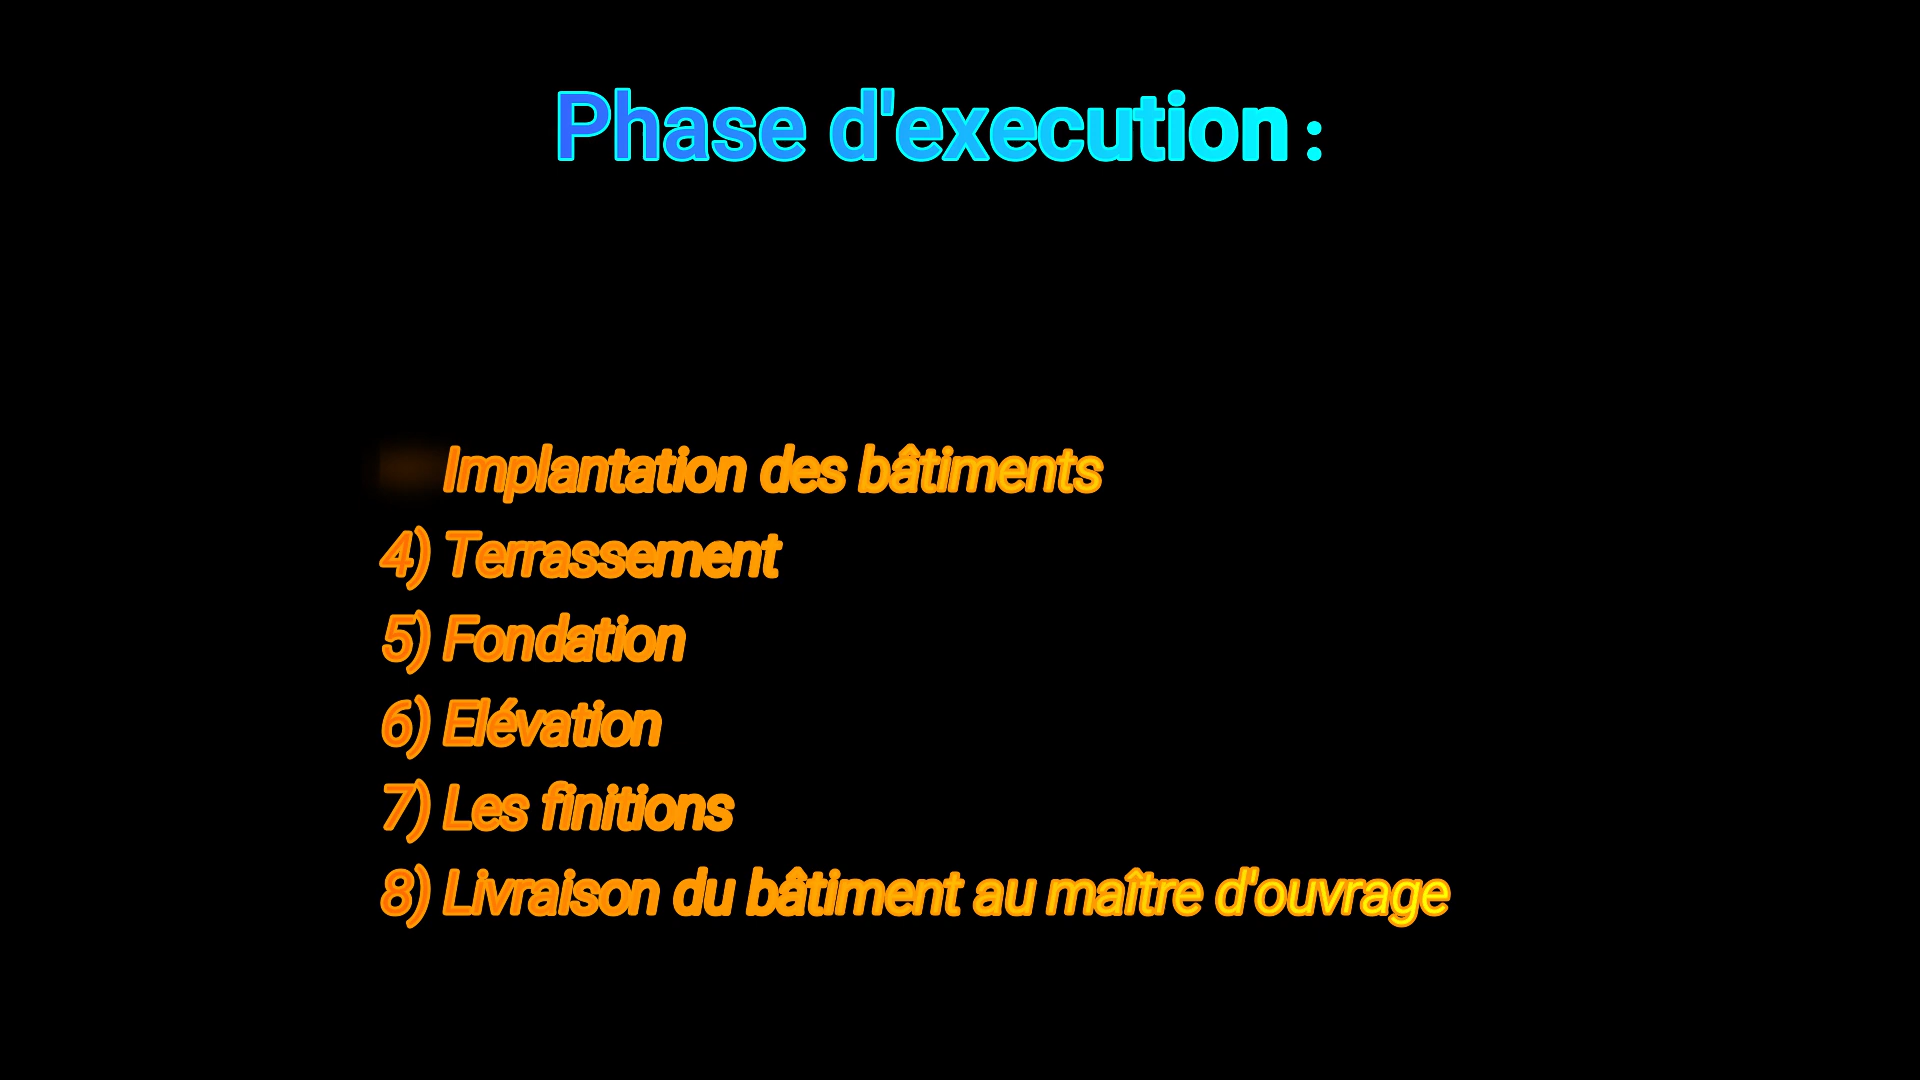 Phase d'execution :
Implantation des bâtiments
4) Terrassement
5) Fondation
6) Elévation
7) Les finitions
8) Livraison du bâtiment au maître d'ouvrage